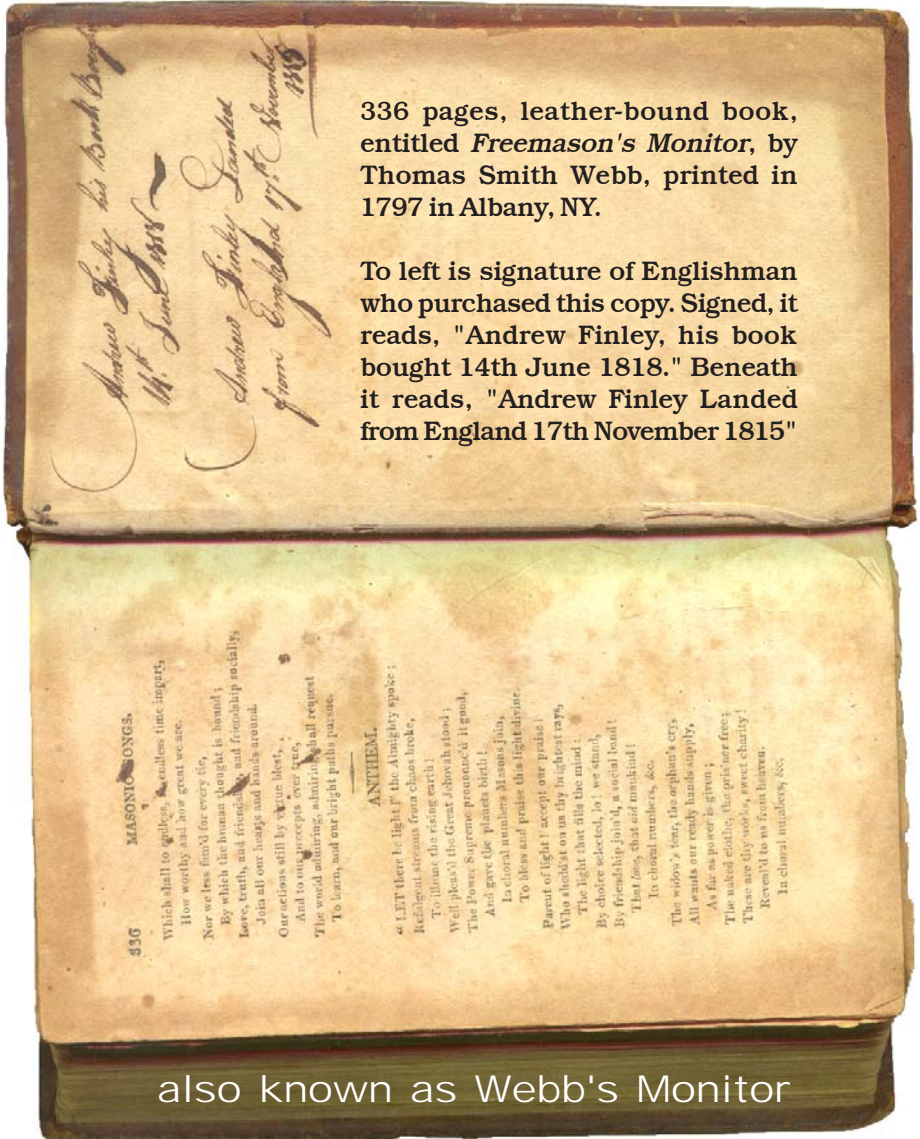 Andrew Finley his Book Bough
14th June 1818
Andrew Finley Landed
from England 17th November
1815
336 pages, leather-bound book,
entitled Freemason's Monitor, by
Thomas Smith Webb, printed in
1797 in Albany, NY.
To left is signature of Englishman
who purchased this copy. Signed, it
reads, "Andrew Finley, his book
bought 14th June 1818." Beneath
it reads, "Andrew Finley Landed
from England 17th November 1815"
336 MASONIC SONGS.
Which shall to endless, endless time impart,
How worthy and how great we are.
Nor we less fam'd for every tie,
By which the human thought is bound;
Love, truth, and friendship, and friendship socially,
Join all our hearts and hands around.
Our actions still by virtue blest,
And to our precepts ever true,
The world admiring, admiring shall request
To learn, and our bright paths pursue.
ANTHEM.
"LET there be light!" the Almighty spoke;
Refulgent streams from chaos broke,
To illume the rising earth!
Well pleas'd the Great Jehovah stood;
The Power Supreme pronounc'd it good,
And gave the planets birth!
In choral numbers Masons join,
To bless and praise this light divine.
Parent of light! accept our praise!
Who shedd'st on us thy brightest rays,
The light that fills the mind:
By choice selected, lo! we stand,
By friendship join'd, a social band!
That love, that aid mankind!
In choral numbers, &c.
The widow's tear, the orphan's cry,
All wants our ready hands supply,
As far as power is given;
The naked clothe, the pris'ner free;
These are thy works, sweet charity!
Reveal'd to us from heaven.
In choral numbers, &c.
also known as Webb's Monitor